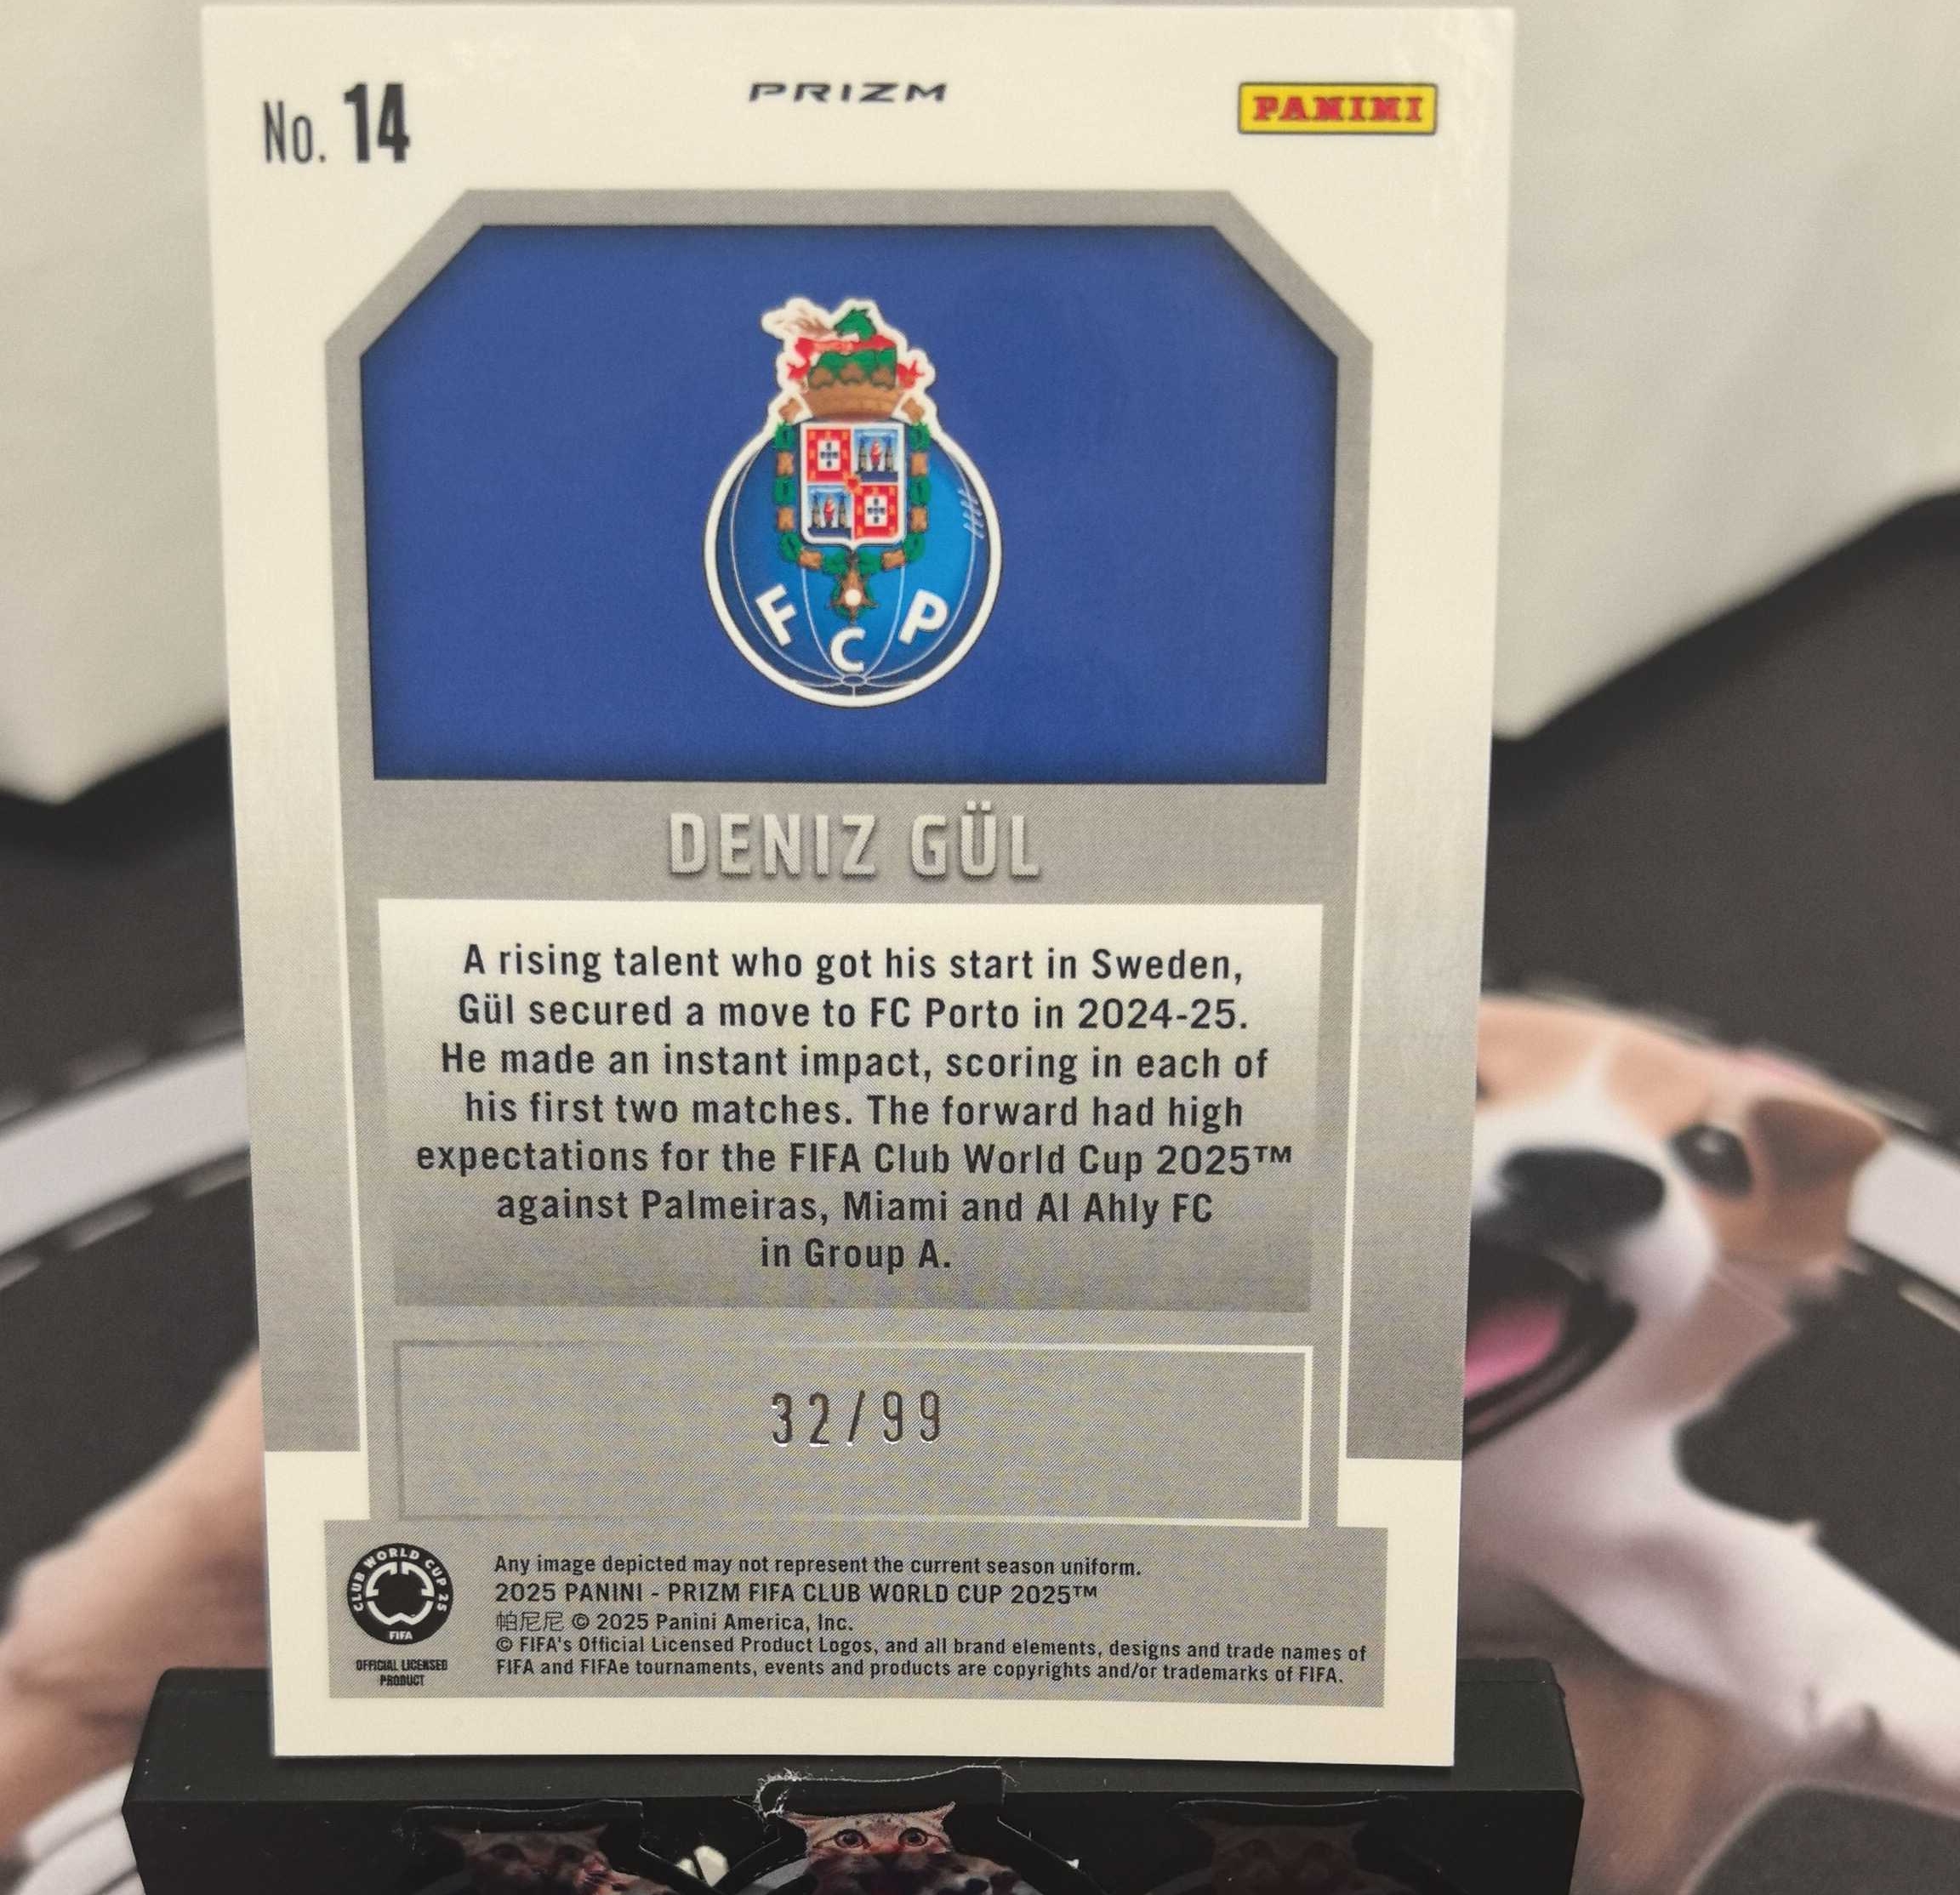 No. 14
PRIZM
PANINI
F C P
DENIZ GÜL
A rising talent who got his start in Sweden,
Gül secured a move to FC Porto in 2024-25.
He made an instant impact, scoring in each of
his first two matches. The forward had high
expectations for the FIFA Club World Cup 2025™
against Palmeiras, Miami and Al Ahly FC
in Group A.
32/99
CLUB WORLD CUP 25
FIFA
OFFICIAL LICENSED
PRODUCT
Any image depicted may not represent the current season uniform.
2025 PANINI - PRIZM FIFA CLUB WORLD CUP 2025™
帕尼尼 © 2025 Panini America, Inc.
© FIFA's Official Licensed Product Logos, and all brand elements, designs and trade names of
FIFA and FIFAe tournaments, events and products are copyrights and/or trademarks of FIFA.